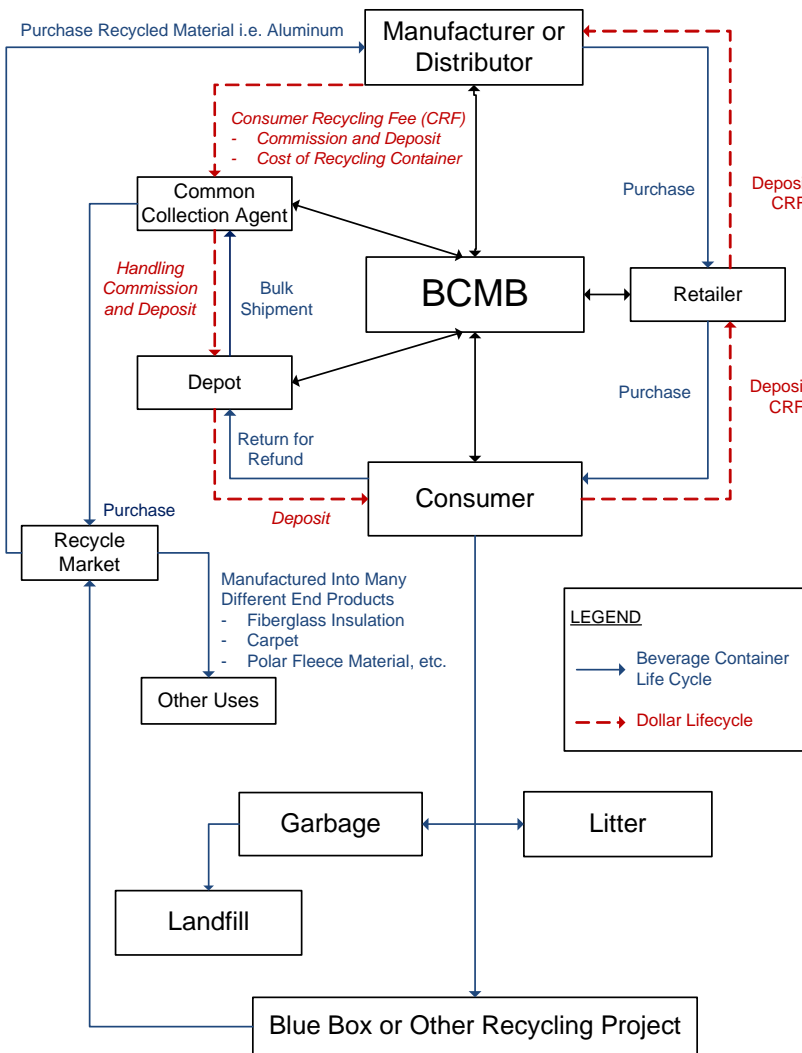 Purchase Recycled Material i.e. Aluminum
Manufacturer or
Distributor
Consumer Recycling Fee (CRF)
- Commission and Deposit
- Cost of Recycling Container
Purchase
CRF
Common
Collection Agent
Handling
Commission
and Deposit
Bulk
Shipment
BCMB
Retailer
Depot
Purchase
CRF
Return for
Refund
Consumer
Deposit
Purchase
Recycle
Market
Manufactured Into Many
Different End Products
- Fiberglass Insulation
- Carpet
- Polar Fleece Material, etc.
Other Uses
LEGEND
Beverage Container
Life Cycle
Dollar Lifecycle
Garbage
Litter
Landfill
Blue Box or Other Recycling Project